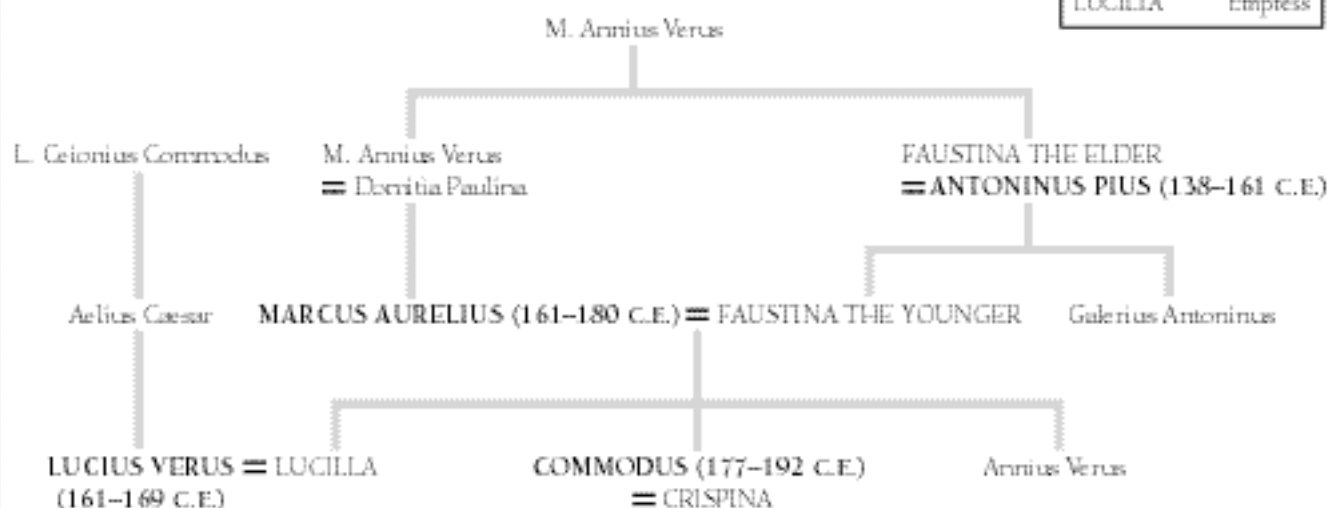 LUCILLA Empress
M. Annius Verus
L. Ceionius Commodus
M. Annius Verus
= Domitia Paulina
FAUSTINA THE ELDER
= ANTONINUS PIUS (138–161 C.E.)
Aelius Cæsar
MARCUS AURELIUS (161–180 C.E.) = FAUSTINA THE YOUNGER
Galerius Antoninus
LUCIUS VERUS = LUCILLA
(161–169 C.E.)
COMMODUS (177–192 C.E.)
= CRISPINA
Annius Verus